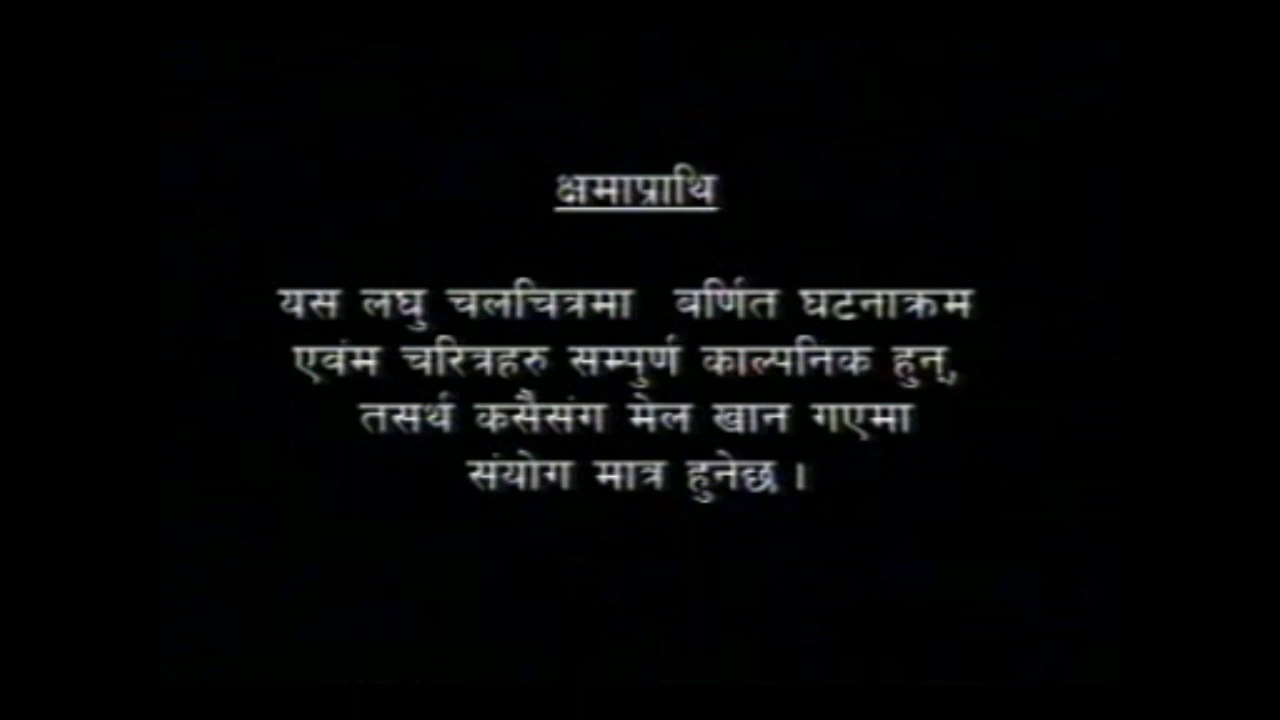 क्षमाप्राथि
यस लघु चलचित्रमा वर्णित घटनाक्रम
एवंम चरित्रहरु सम्पुर्ण काल्पनिक हुन्,
तसर्थ कसैसंग मेल खान गएमा
संयोग मात्र हुनेछ ।